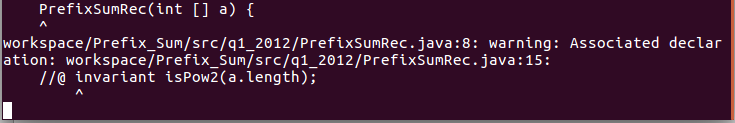 PrefixSumRec(int [] a) {
^
workspace/Prefix_Sum/src/q1_2012/PrefixSumRec.java:8: warning: Associated declar
ation: workspace/Prefix_Sum/src/q1_2012/PrefixSumRec.java:15:
//@ invariant isPow2(a.length);
^